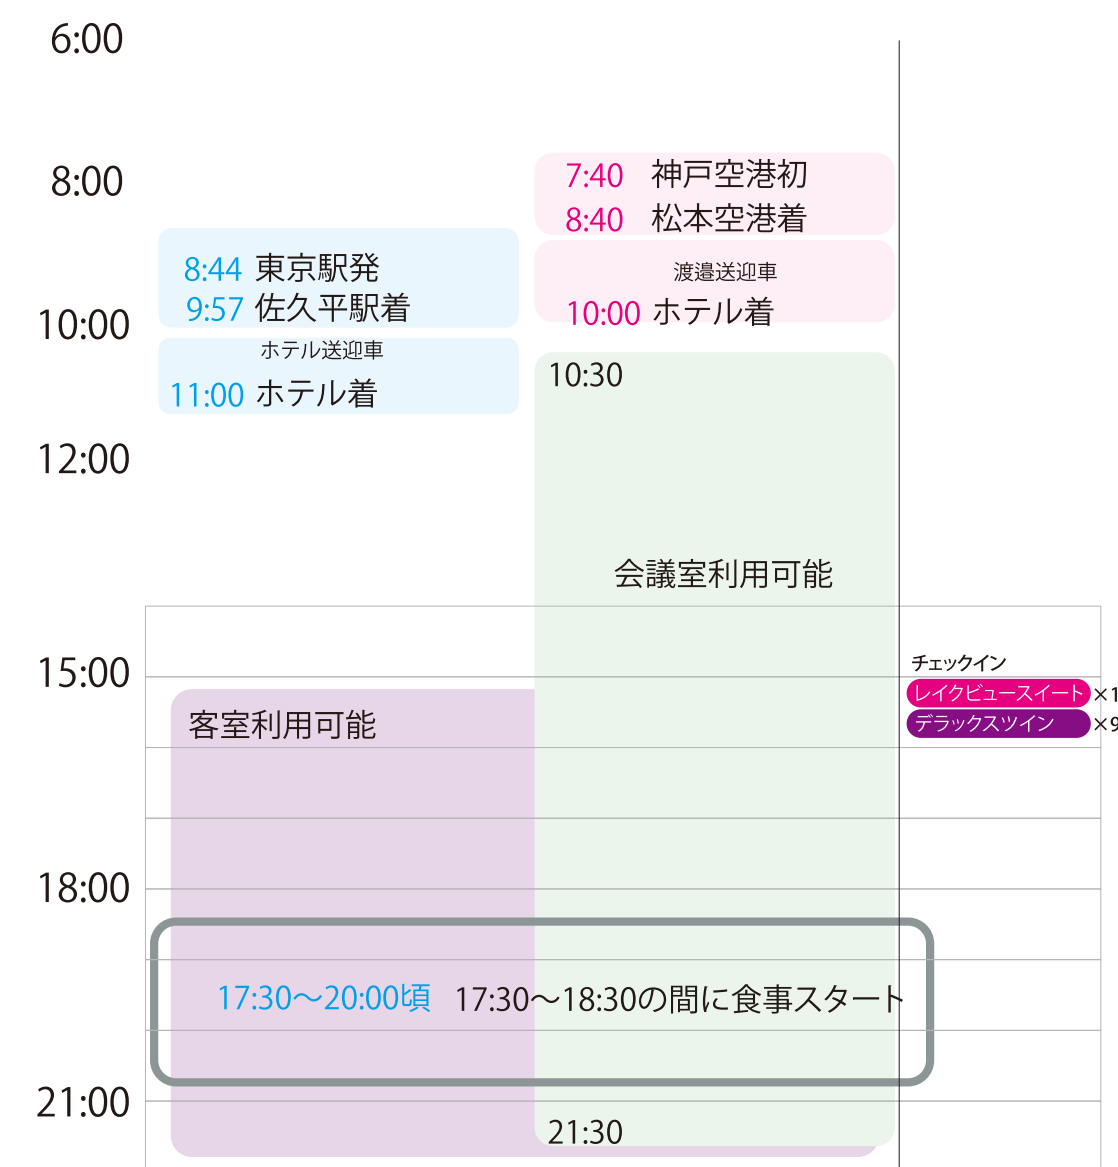 6:00
8:00
7:40 神戸空港初
8:40 松本空港着
8:44 東京駅発
9:57 佐久平駅着
渡邉送迎車
10:00 ホテル着
10:00
ホテル送迎車
11:00 ホテル着
10:30
12:00
会議室利用可能
15:00
チェックイン
レイクビュースイート ×1
デラックスツイン ×9
客室利用可能
18:00
17:30～20:00頃
17:30～18:30の間に食事スタート
21:00
21:30